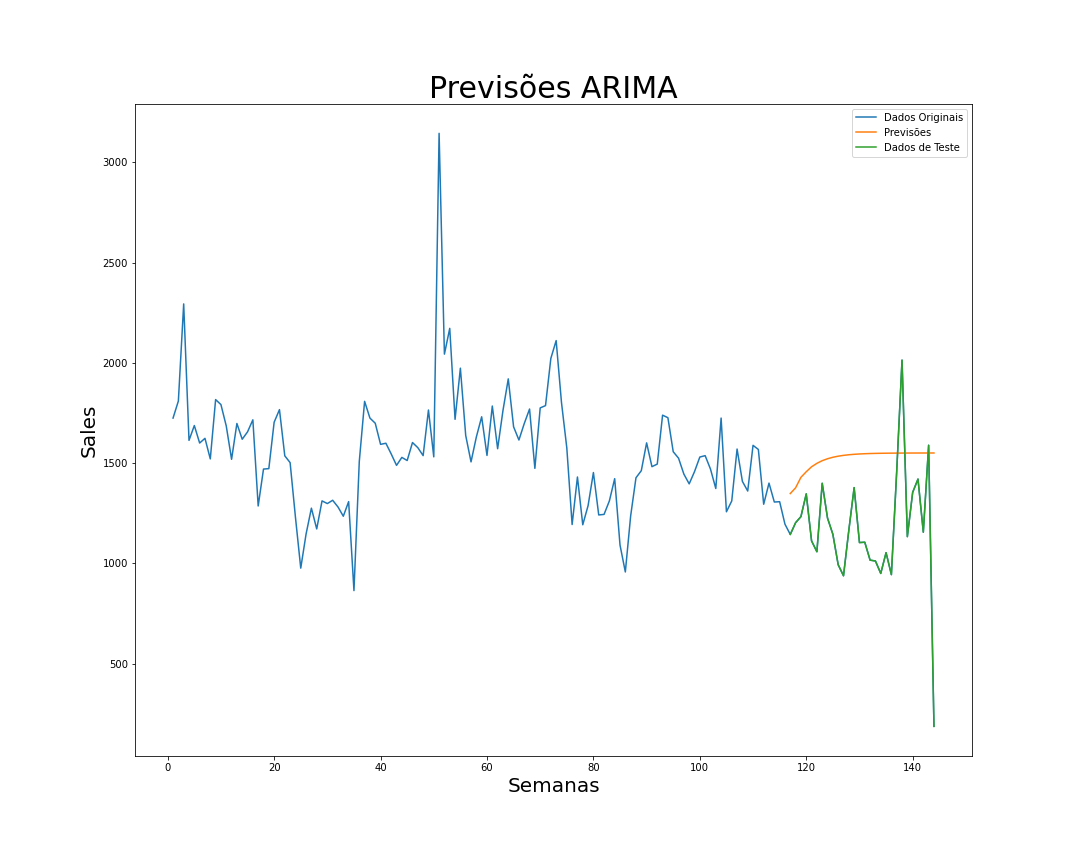 Previsões ARIMA
Dados Originais
Previsões
Dados de Teste
Sales
3000
2500
2000
1500
1000
500
0 20 40 60 80 100 120 140
Semanas